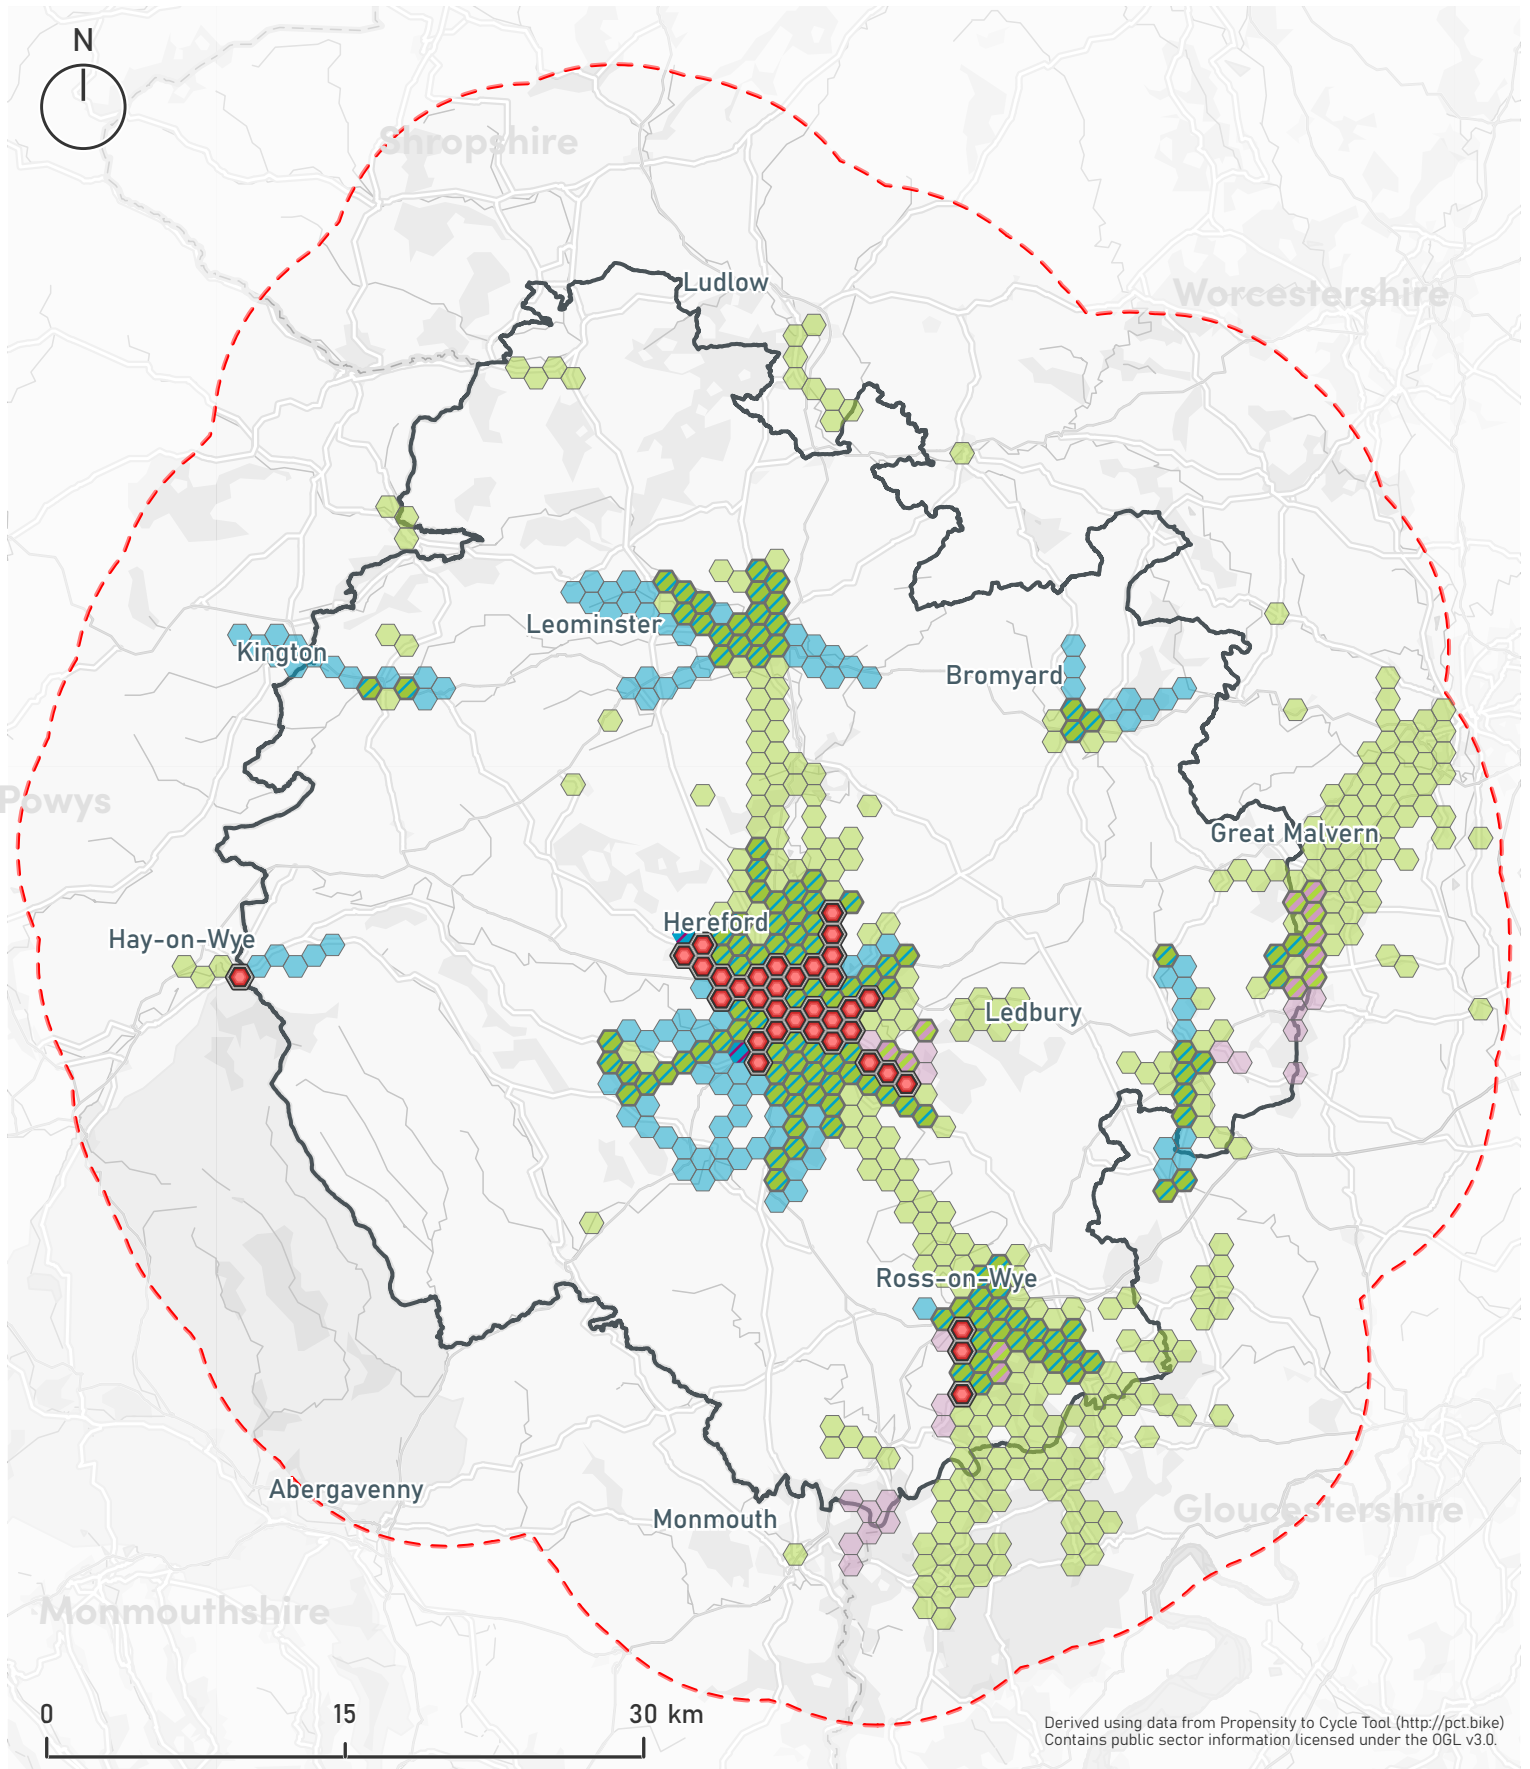 N
Shropshire
Ludlow
Worcestershire
Leominster
Kington
Bromyard
Powys
Great Malvern
Hereford
Hay-on-Wye
Ledbury
Ross-on-Wye
Abergavenny
Monmouth
Gloucestershire
Monmouthshire
0 15 30 km
Derived using data from Propensity to Cycle Tool (http://pct.bike)
Contains public sector information licensed under the OGL v3.0.